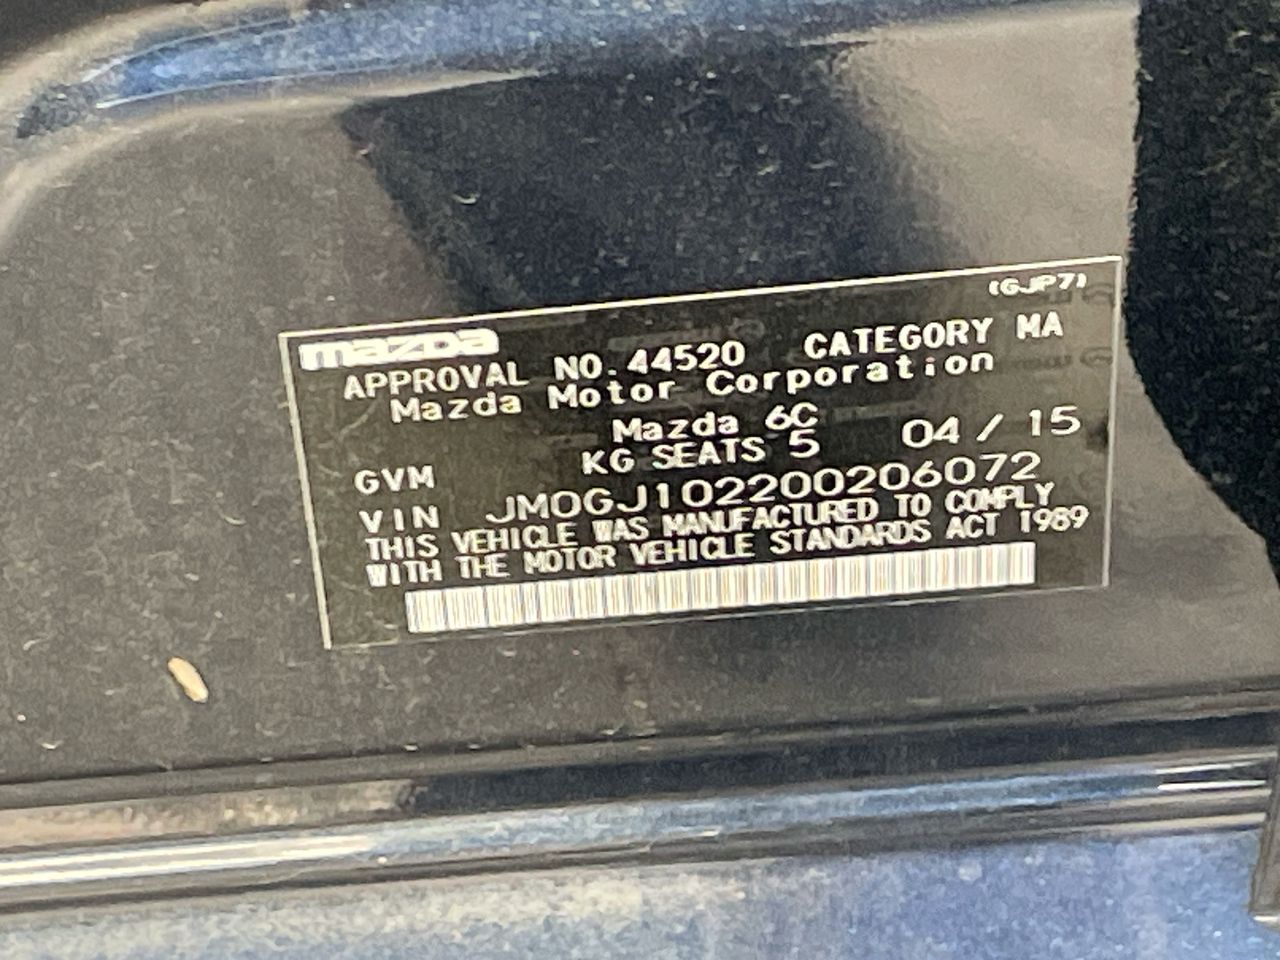 (GJP7)
mazda
APPROVAL NO. 44520 CATEGORY MA
Mazda Motor Corporation
Mazda 6C 04 / 15
GVM KG SEATS 5
VIN JM0GJ102200206072
THIS VEHICLE WAS MANUFACTURED TO COMPLY
WITH THE MOTOR VEHICLE STANDARDS ACT 1989